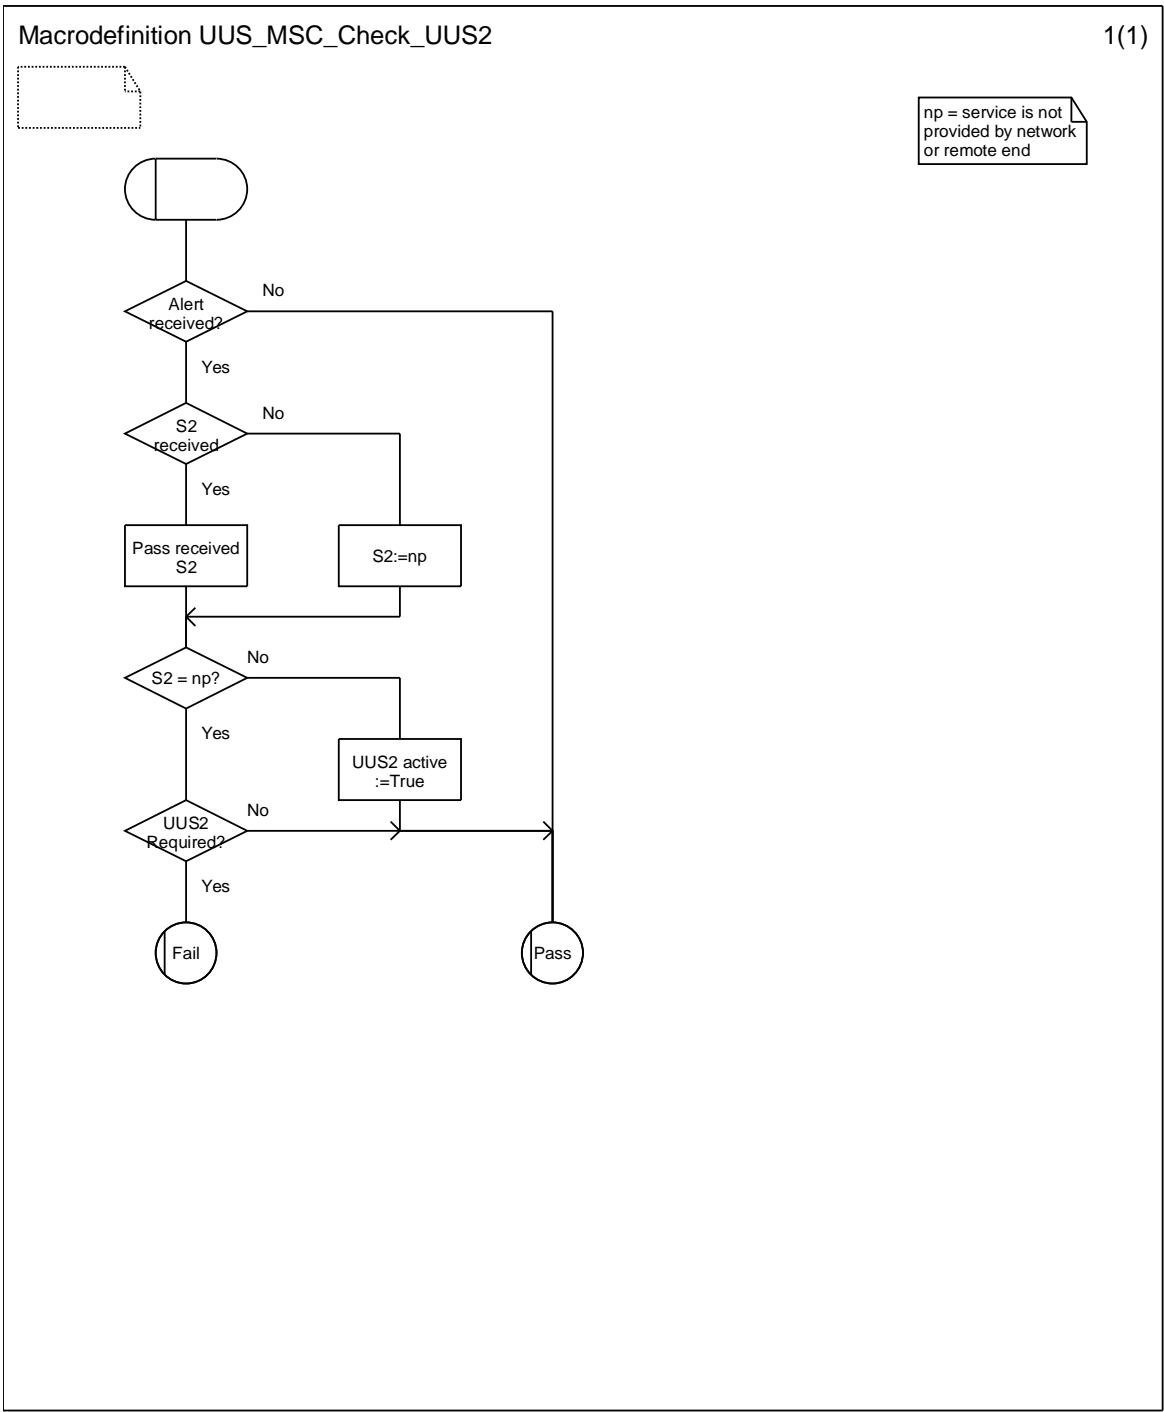 Macrodefinition UUS_MSC_Check_UUS2
1(1)
np = service is not
provided by network
or remote end
Alert
received?
No
Yes
S2
received
No
Yes
Pass received
S2
S2:=np
S2 = np?
No
Yes
UUS2 active
:=True
UUS2
Required?
No
Yes
Fail
Pass